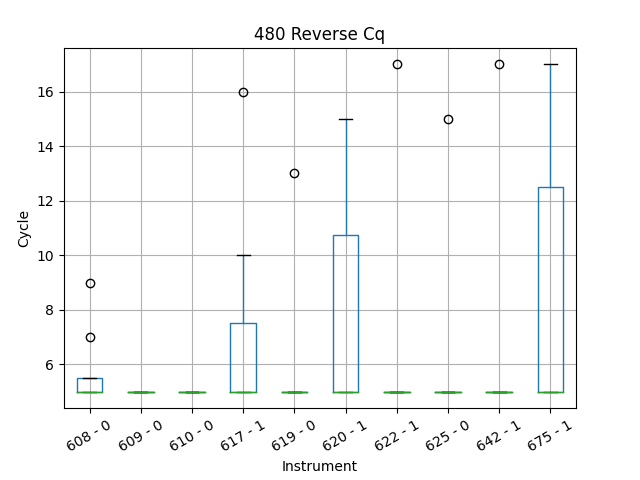 480 Reverse Cq
16
14
12
10
8
6
Cycle
608 - 0
609 - 0
610 - 0
617 - 1
619 - 0
620 - 1
622 - 1
625 - 0
642 - 1
675 - 1
Instrument